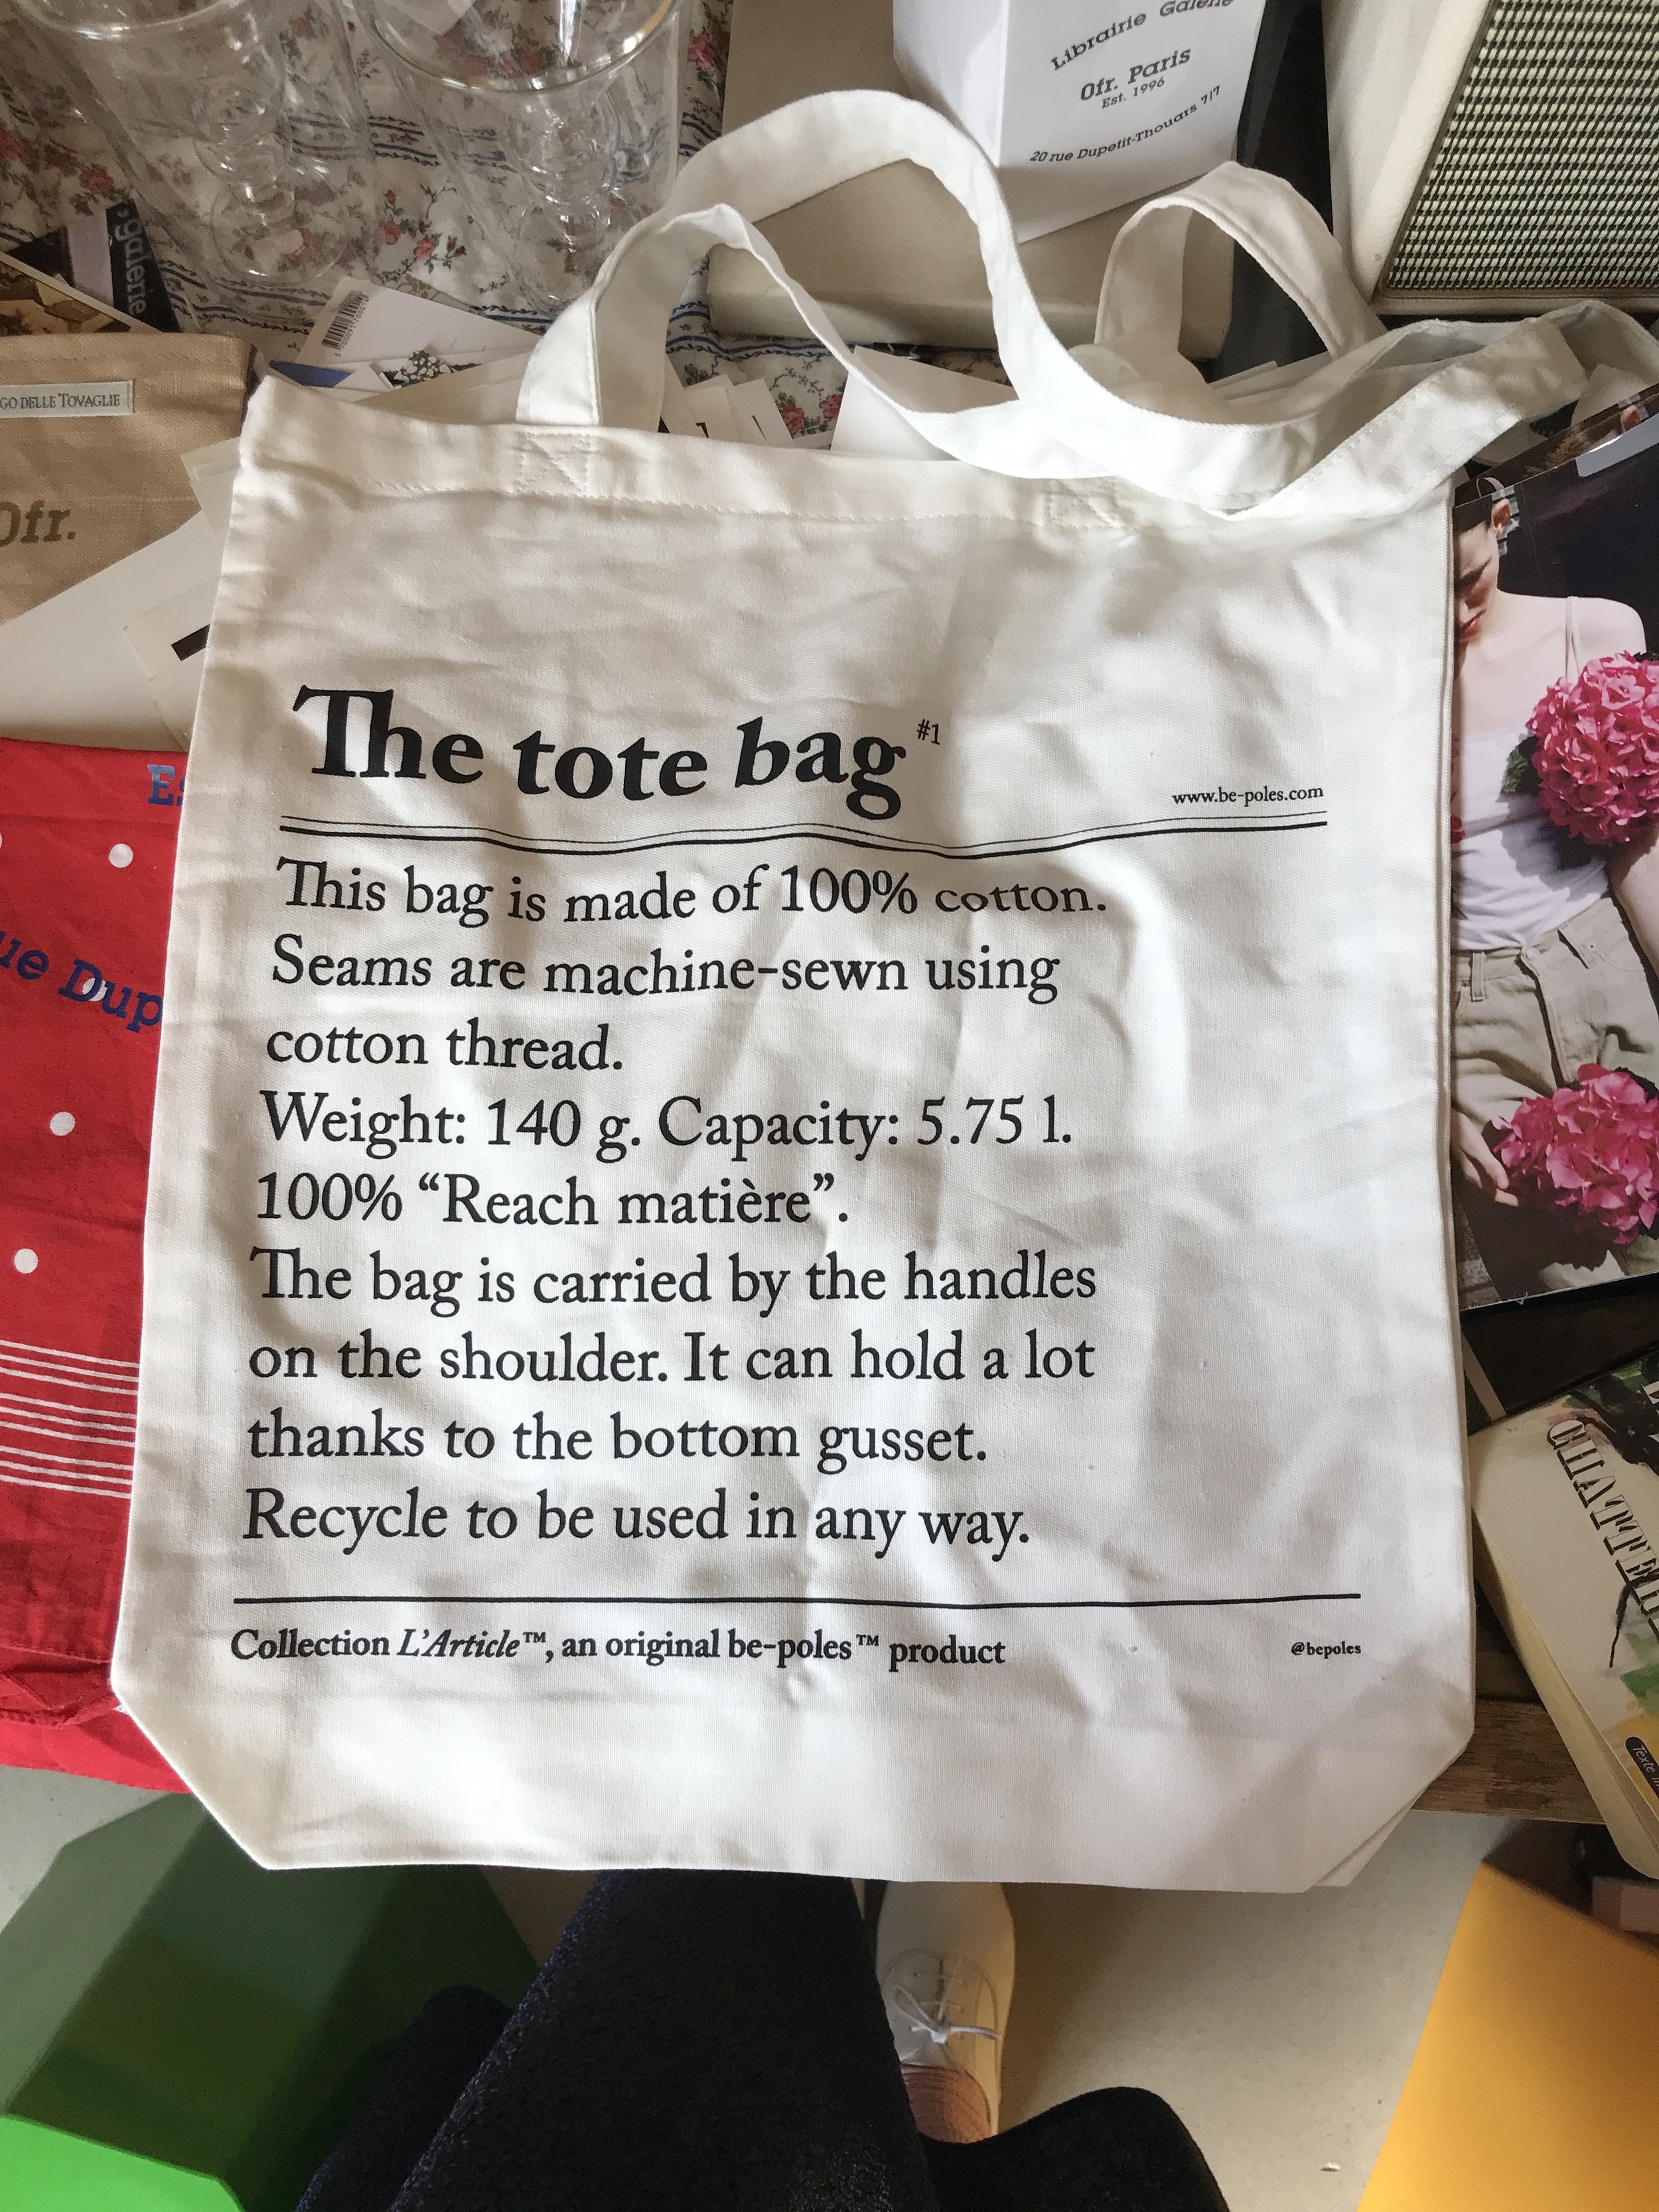 Librairie Galerie
Ofr. Paris
Est. 1996
20 rue Dupetit-Thouars 7/7
galerie
GO DELLE TOVAGLIE
Ofr.
The tote bag #1
www.be-poles.com
This bag is made of 100% cotton.
Seams are machine-sewn using
cotton thread.
Weight: 140 g. Capacity: 5.75 l.
100% “Reach matière”.
The bag is carried by the handles
on the shoulder. It can hold a lot
thanks to the bottom gusset.
Recycle to be used in any way.
Collection L’Article™, an original be-poles™ product
@bepoles
Es
ue Dup
Texte